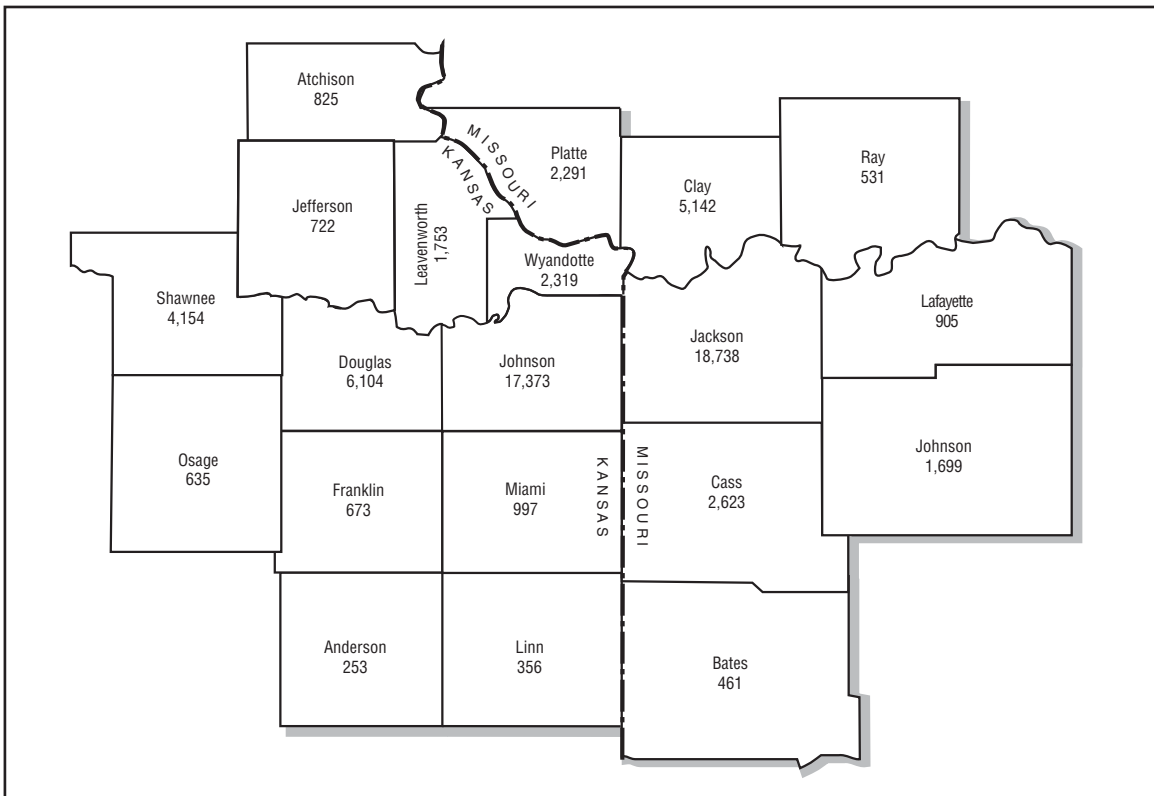 Atchison
825
MISSOURI
KANSAS
Platte
2,291
Clay
5,142
Ray
531
Jefferson
722
Leavenworth
1,753
Wyandotte
2,319
Shawnee
4,154
Douglas
6,104
Johnson
17,373
Jackson
18,738
Lafayette
905
Osage
635
Franklin
673
Miami
997
KANSAS
MISSOURI
Cass
2,623
Johnson
1,699
Anderson
253
Linn
356
Bates
461